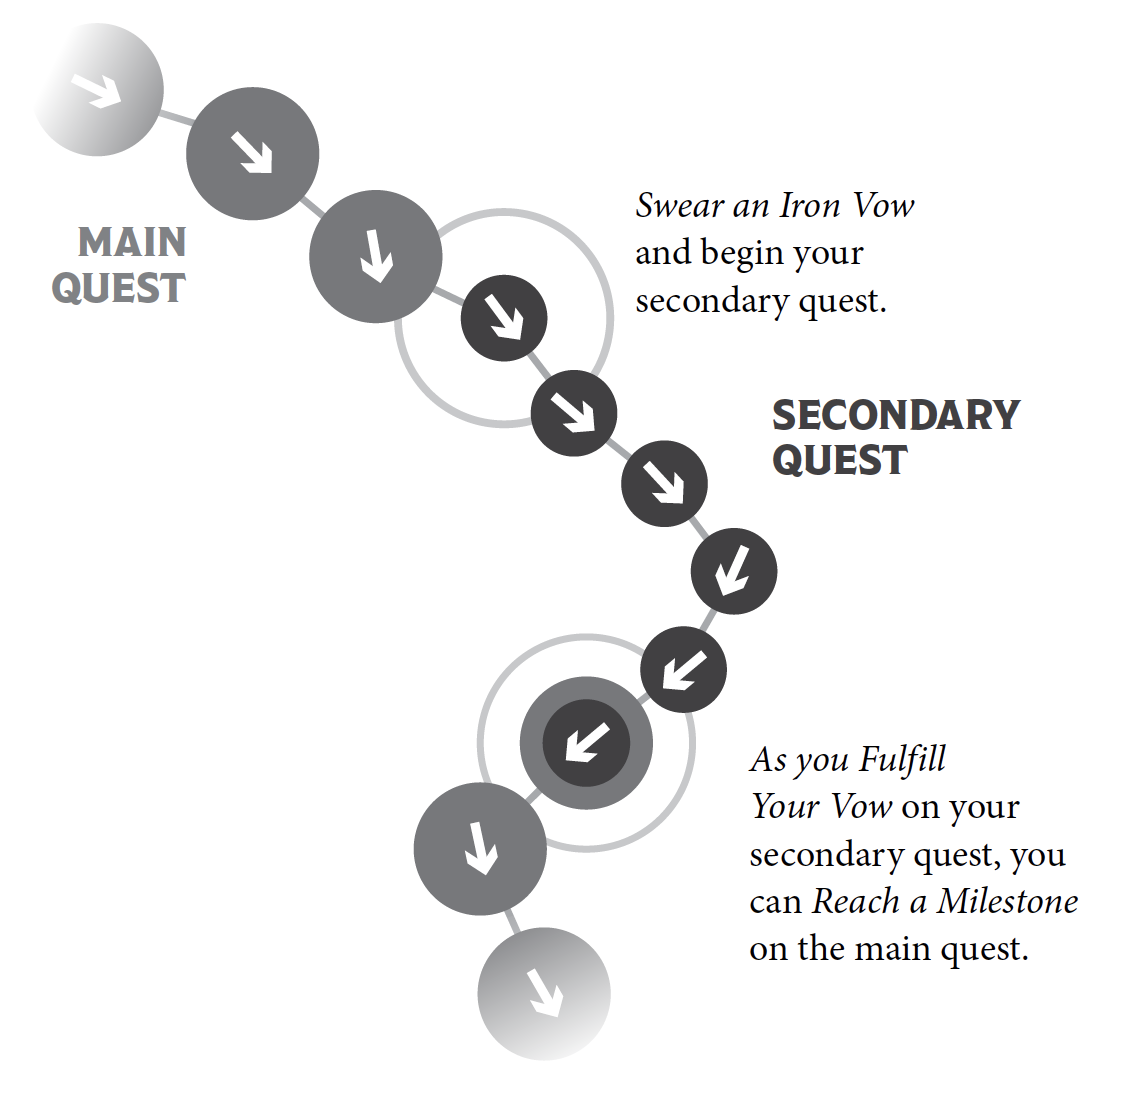 MAIN
QUEST
Swear an Iron Vow
and begin your
secondary quest.
SECONDARY
QUEST
As you Fulfill
Your Vow on your
secondary quest, you
can Reach a Milestone
on the main quest.